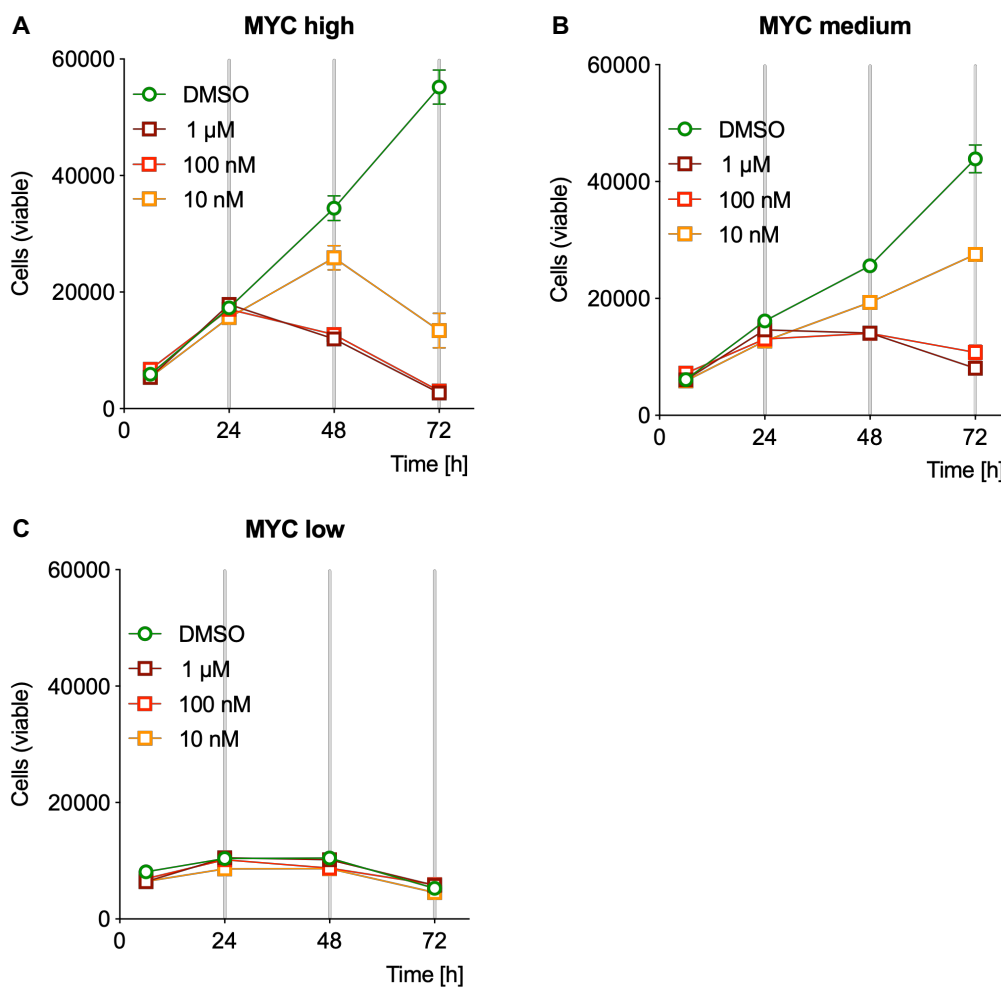 A
MYC high
60000
40000
20000
0
Cells (viable)
DMSO
1 µM
100 nM
10 nM
0
24
48
72
Time [h]
B
MYC medium
60000
40000
20000
0
Cells (viable)
DMSO
1 µM
100 nM
10 nM
0
24
48
72
Time [h]
C
MYC low
60000
40000
20000
0
Cells (viable)
DMSO
1 µM
100 nM
10 nM
0
24
48
72
Time [h]